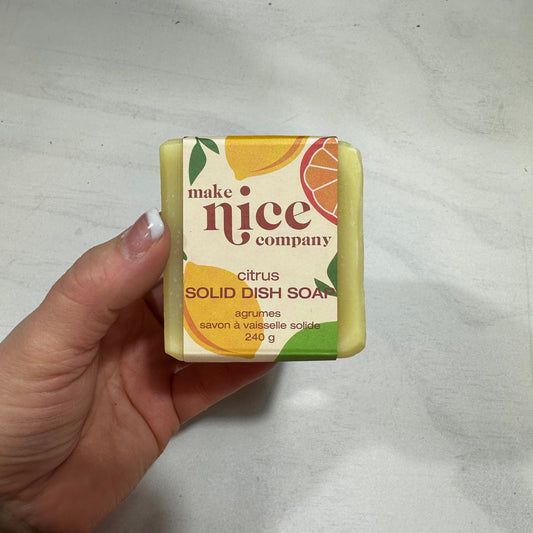 make
nice
company
citrus
SOLID DISH SOAP
agrumes
savon à vaisselle solide
240 g